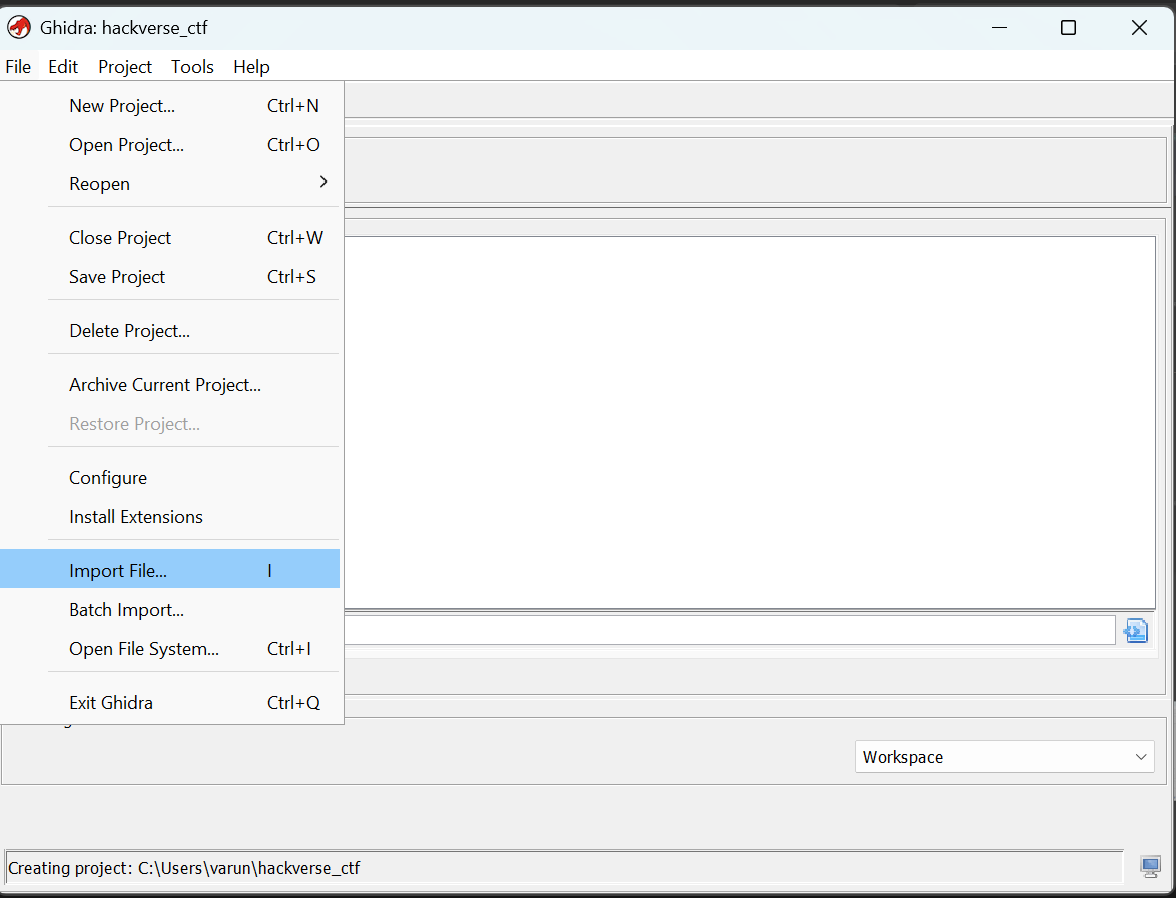 Ghidra: hackverse_ctf
File Edit Project Tools Help
New Project... Ctrl+N
Open Project... Ctrl+O
Reopen
Close Project Ctrl+W
Save Project Ctrl+S
Delete Project...
Archive Current Project...
Restore Project...
Configure
Install Extensions
Import File... I
Batch Import...
Open File System... Ctrl+I
Exit Ghidra Ctrl+Q
Workspace
Creating project: C:\Users\varun\hackverse_ctf